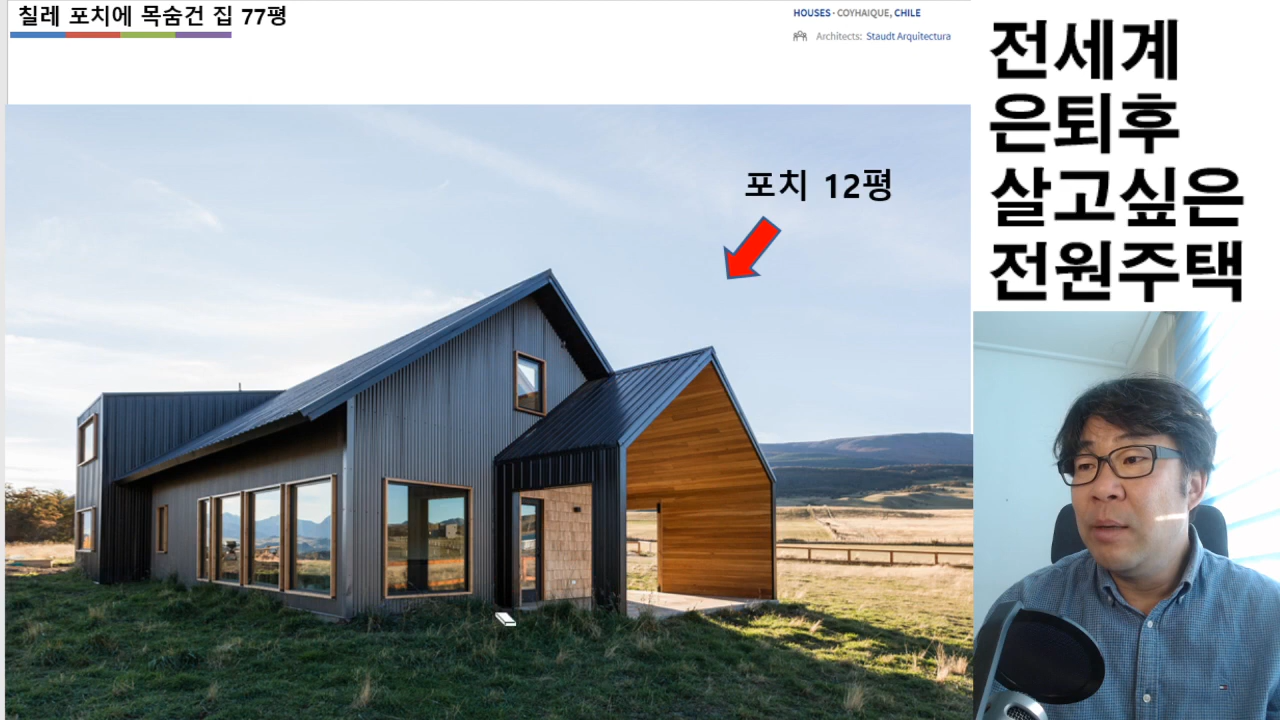 칠레 포치에 목숨건 집 77평
HOUSES · COYHAIQUE, CHILE
Architects: Staudt Arquitectura
포치 12평
전세계
은퇴후
살고싶은
전원주택